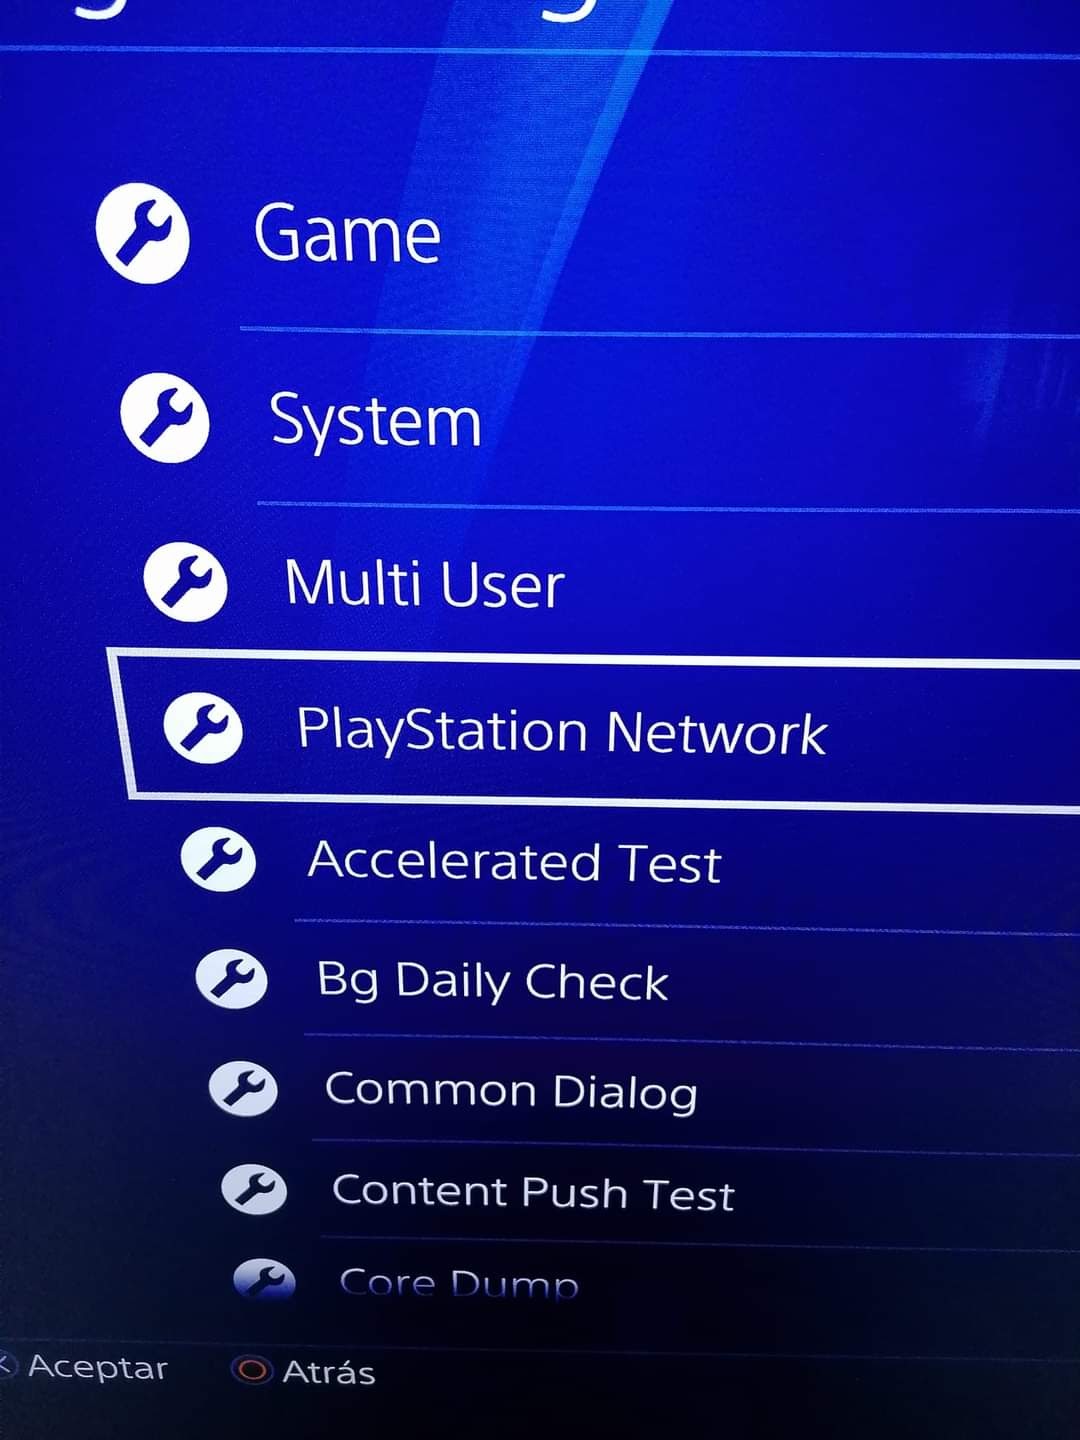 Game
System
Multi User
PlayStation Network
Accelerated Test
Bg Daily Check
Common Dialog
Content Push Test
Core Dump
Aceptar
Atrás